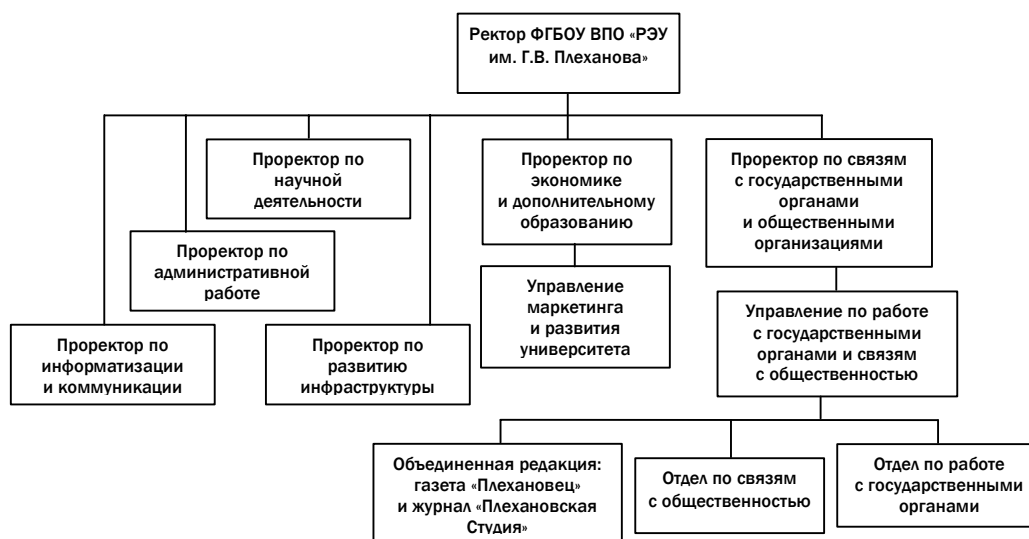 Ректор ФГБОУ ВПО «РЭУ
им. Г.В. Плеханова»
Проректор по
научной
деятельности
Проректор по
экономике
и дополнительному
образованию
Проректор по связям
с государственными
органами
и общественными
организациями
Проректор по
административной
работе
Управление
маркетинга
и развития
университета
Управление по работе
с государственными
органами и связям
с общественностью
Проректор по
информатизации
и коммуникации
Проректор по
развитию
инфраструктуры
Объединенная редакция:
газета «Плехановец»
и журнал «Плехановская
Студия»
Отдел по связям
с общественностью
Отдел по работе
с государственными
органами